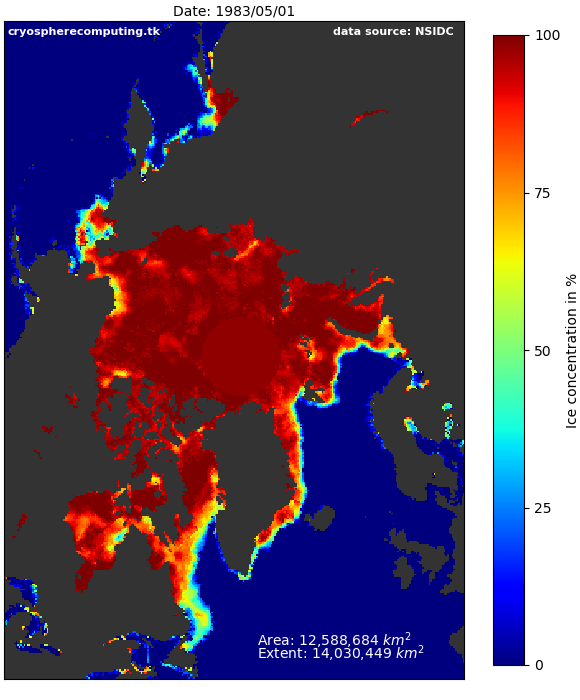 Date: 1983/05/01
cryospherecomputing.tk data source: NSIDC
100
75
50
25
0
Ice concentration in %
Area: 12,588,684 km²
Extent: 14,030,449 km²